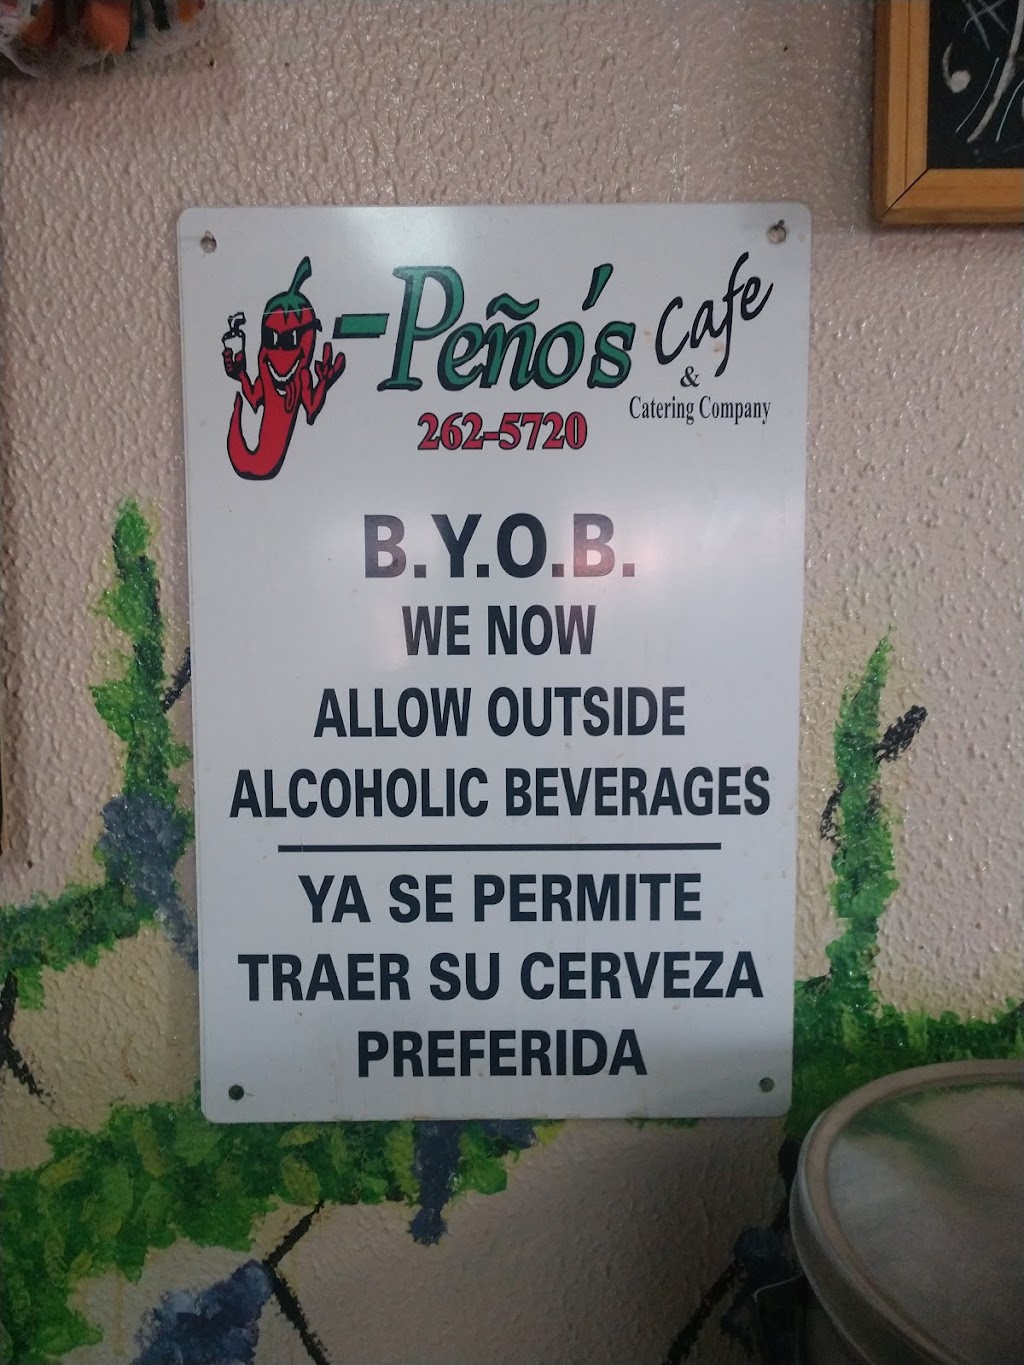 J-Peño's Cafe
&
Catering Company
262-5720
B.Y.O.B.
WE NOW
ALLOW OUTSIDE
ALCOHOLIC BEVERAGES
YA SE PERMITE
TRAER SU CERVEZA
PREFERIDA